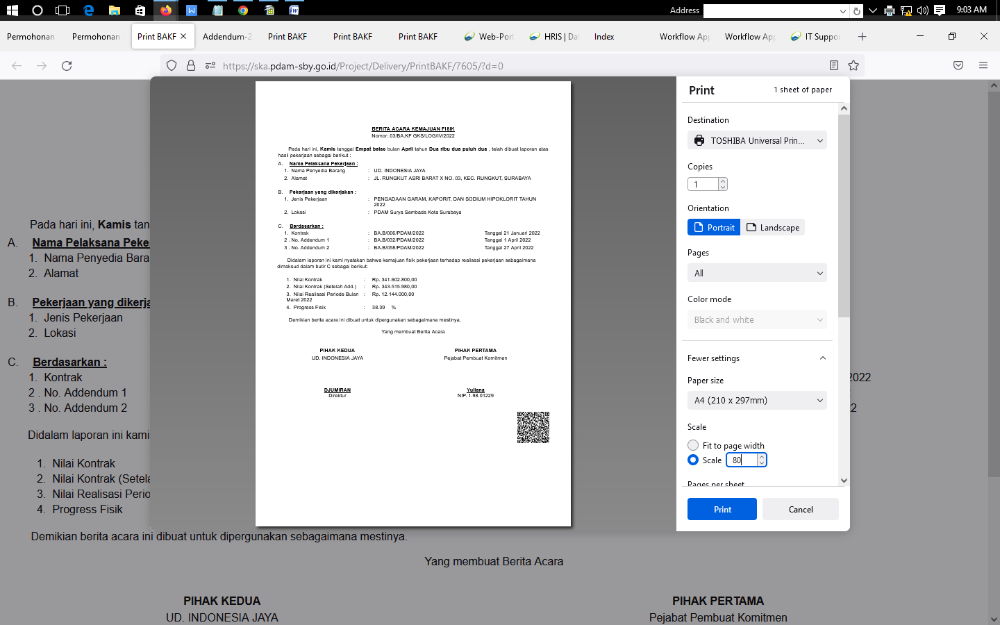 Address
9:03 AM
Permohonan
Permohonan
Print BAKF
Addendum-2
Print BAKF
Print BAKF
Print BAKF
Web-Port
HRIS | Dat
Index
Workflow App
Workflow App
IT Suppor
https://ska.pdam-sby.go.id/Project/Delivery/PrintBAKF/7605/?d=0
BERITA ACARA KEMAJUAN FISIK
Nomor: 03/BA.KF GKS/LOG/IV/2022
Pada hari ini, Kamis tanggal Empat belas bulan April tahun Dua ribu dua puluh dua , telah dibuat laporan atas
hasil pekerjaan sebagai berikut :
A. Nama Pelaksana Pekerjaan :
1. Nama Penyedia Barang : UD. INDONESIA JAYA
2. Alamat : JL. RUNGKUT ASRI BARAT X NO. 03, KEC. RUNGKUT, SURABAYA
B. Pekerjaan yang dikerjakan :
1. Jenis Pekerjaan : PENGADAAN GARAM, KAPORIT, DAN SODIUM HIPOKLORIT TAHUN
2022
2. Lokasi : PDAM Surya Sembada Kota Surabaya
C. Berdasarkan :
1. Kontrak : BA.B/006/PDAM/2022 Tanggal 21 Januari 2022
2 . No. Addendum 1 : BA.B/032/PDAM/2022 Tanggal 1 April 2022
3 . No. Addendum 2 : BA.B/058/PDAM/2022 Tanggal 27 April 2022
Didalam laporan ini kami nyatakan bahwa kemajuan fisik pekerjaan terhadap realisasi pekerjaan sebagaimana
dimaksud dalam butir C sebagai berikut:
1. Nilai Kontrak : Rp. 341.602.800,00
2. Nilai Kontrak (Setelah Add.) : Rp. 343.515.980,00
3. Nilai Realisasi Periode Bulan : Rp. 12.144.000,00
Maret 2022
4. Progress Fisik : 38.39 %
Demikian berita acara ini dibuat untuk dipergunakan sebagaimana mestinya.
Yang membuat Berita Acara
PIHAK KEDUA PIHAK PERTAMA
UD. INDONESIA JAYA Pejabat Pembuat Komitmen
DJUMIRAN Yuliana
Direktur NIP. 1.98.01229
Print
1 sheet of paper
Destination
TOSHIBA Universal Prin...
Copies
1
Orientation
Portrait
Landscape
Pages
All
Color mode
Black and white
Fewer settings
Paper size
A4 (210 x 297mm)
Scale
Fit to page width
Scale 80
Pages per sheet
Print
Cancel
Pada hari ini, Kamis tan
A. Nama Pelaksana Peke
1. Nama Penyedia Bara
2. Alamat
B. Pekerjaan yang dikerja
1. Jenis Pekerjaan
2. Lokasi
C. Berdasarkan :
1. Kontrak 2022
2 . No. Addendum 1
3 . No. Addendum 2 2
Didalam laporan ini kami
1. Nilai Kontrak
2. Nilai Kontrak (Setela
3. Nilai Realisasi Perio
4. Progress Fisik
Demikian berita acara ini dibuat untuk dipergunakan sebagaimana mestinya.
Yang membuat Berita Acara
PIHAK KEDUA PIHAK PERTAMA
UD. INDONESIA JAYA Pejabat Pembuat Komitmen